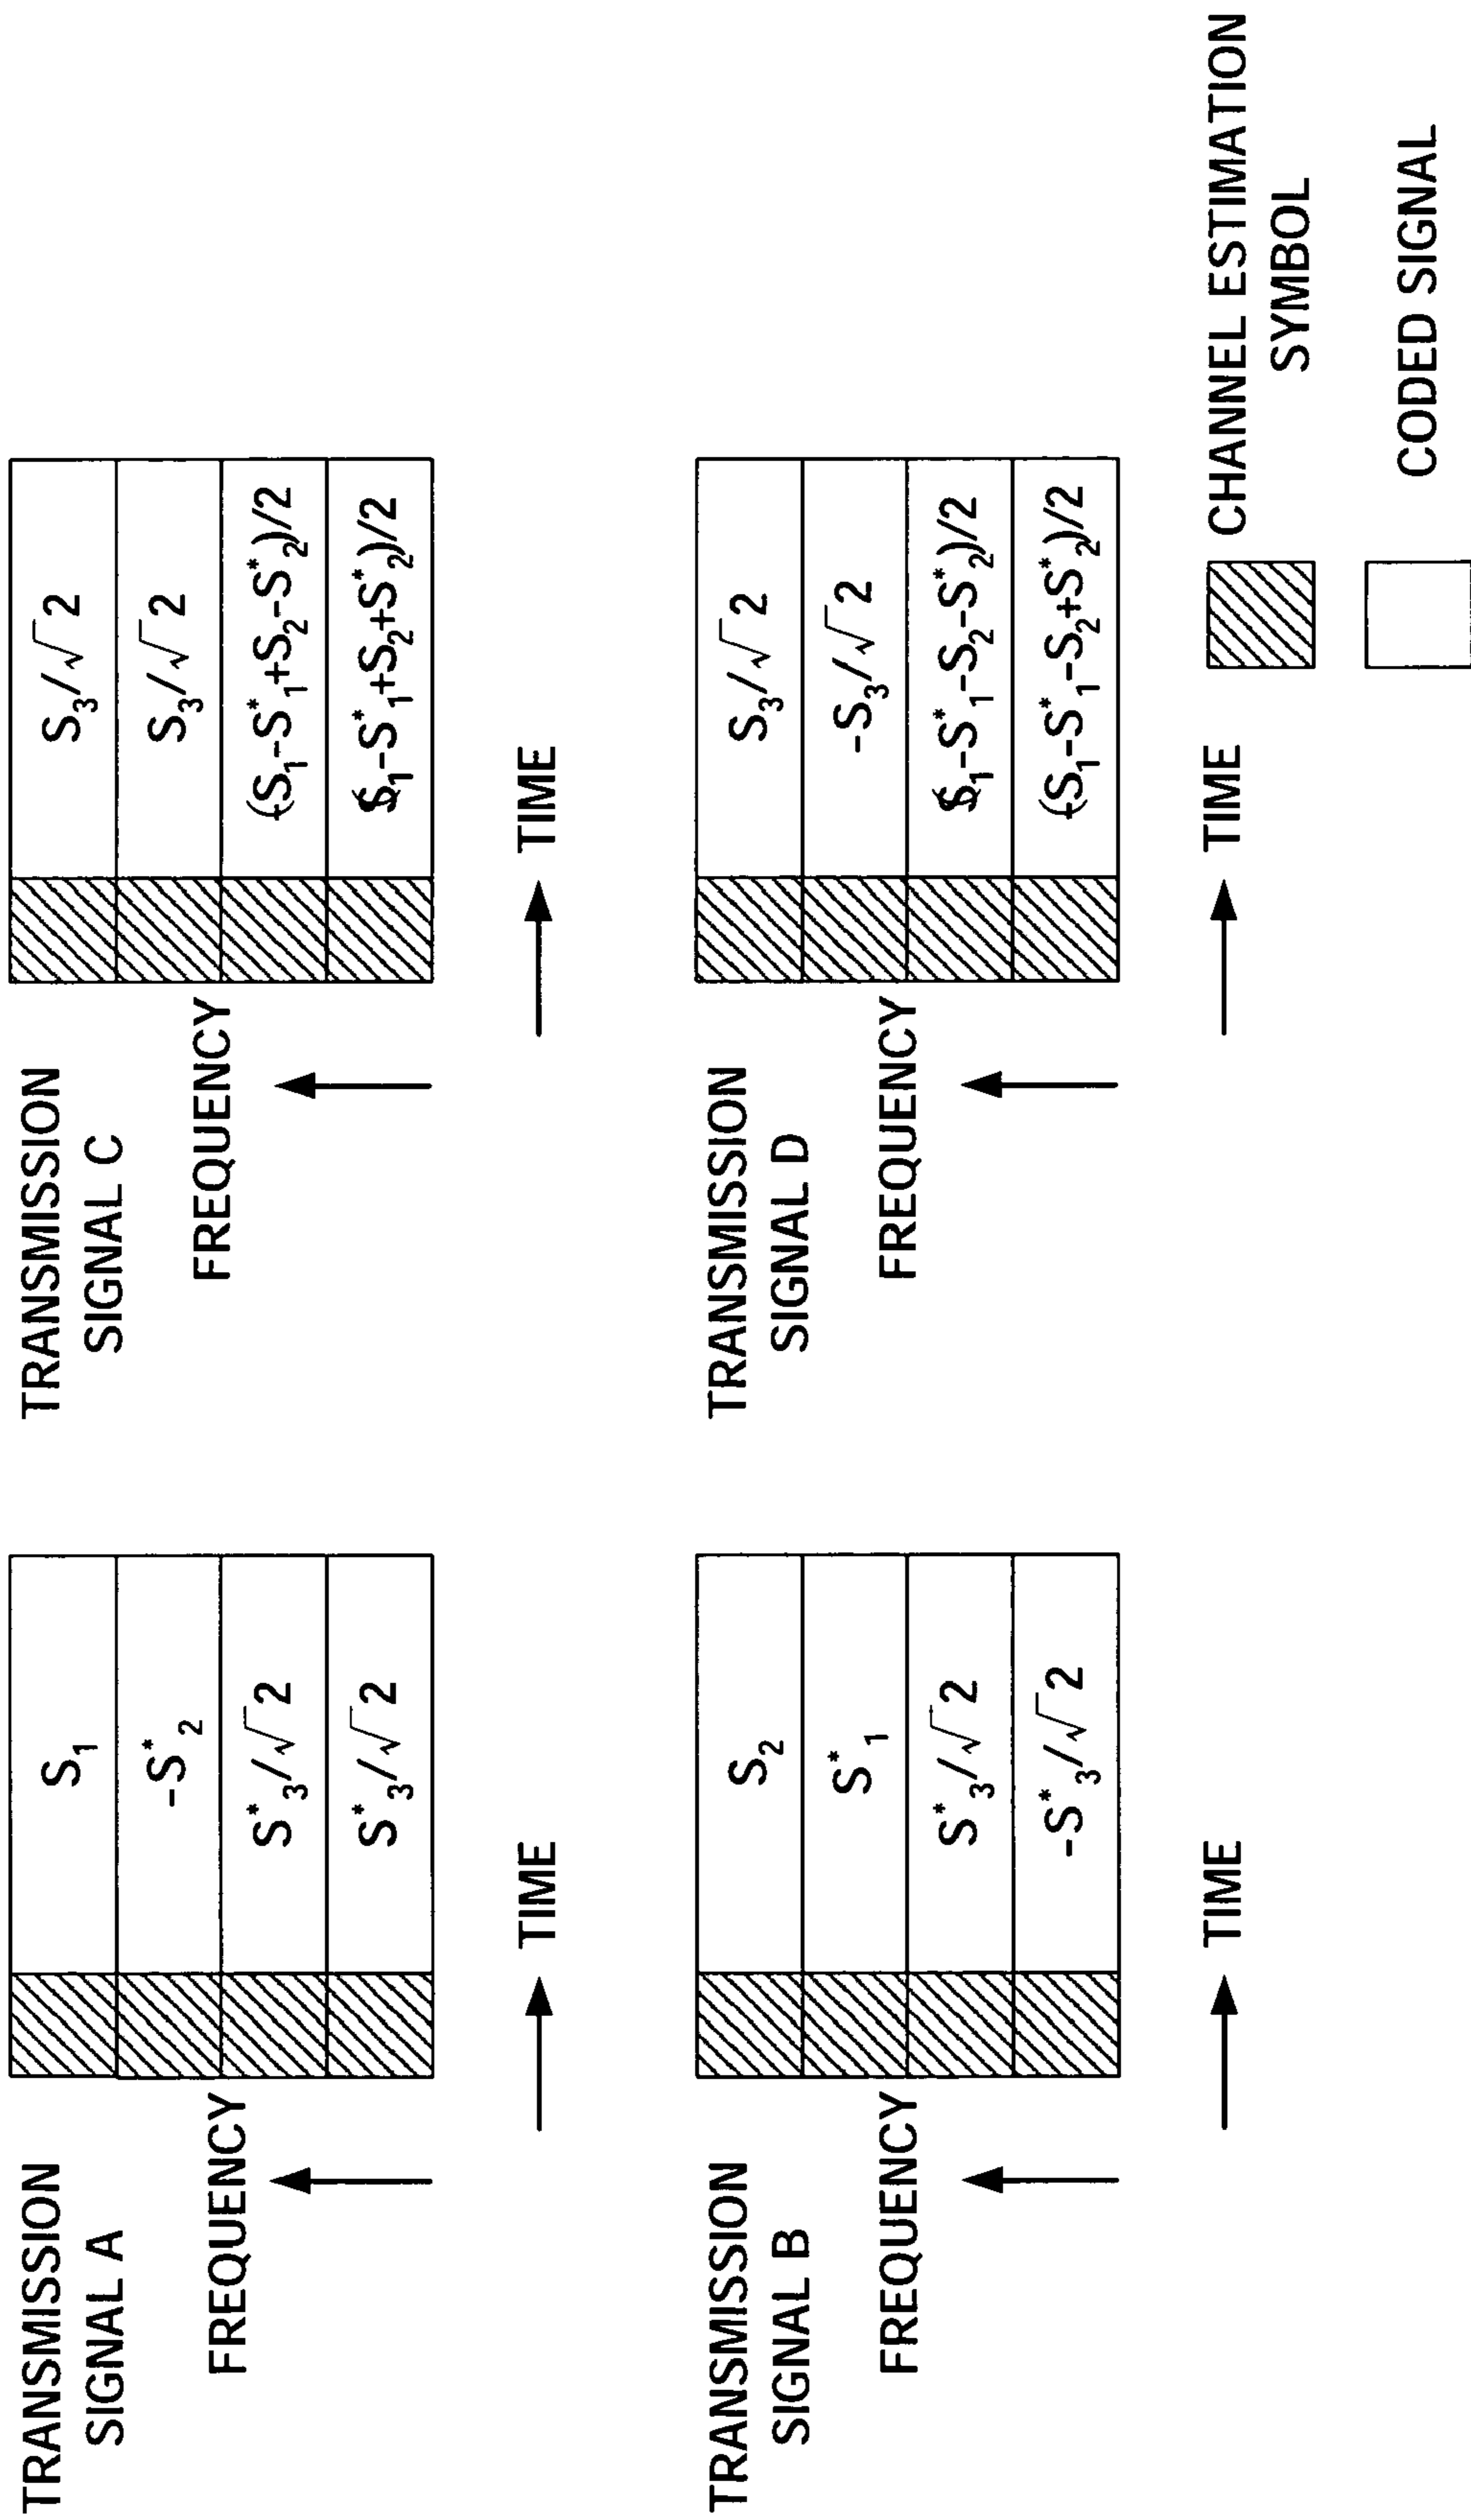 TRANSMISSION
SIGNAL A
FREQUENCY
S₁
-S*₂
S*₃/√2
S*₃/√2
TIME
TRANSMISSION
SIGNAL C
FREQUENCY
S₃/√2
S₃/√2
(-S₁-S*₁+S₂-S*₂)/2
(S₁-S*₁+S₂+S*₂)/2
TIME
TRANSMISSION
SIGNAL B
FREQUENCY
S₂
S*₁
S*₃/√2
-S*₃/√2
TIME
TRANSMISSION
SIGNAL D
FREQUENCY
S₃/√2
-S₃/√2
(S₁-S*₁-S₂-S*₂)/2
(-S₁-S*₁-S₂+S*₂)/2
TIME
CHANNEL ESTIMATION
SYMBOL
CODED SIGNAL